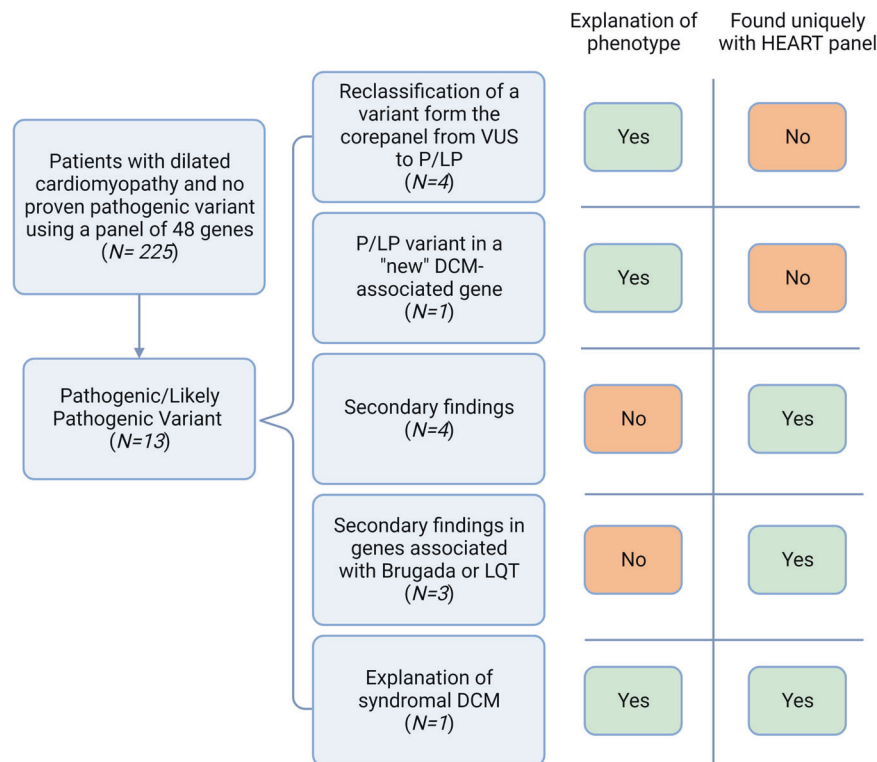 Explanation of
phenotype
Found uniquely
with HEART panel
Patients with dilated
cardiomyopathy and no
proven pathogenic variant
using a panel of 48 genes
(N= 225)
Pathogenic/Likely
Pathogenic Variant
(N=13)
Reclassification of a
variant form the
corepanel from VUS
to P/LP
(N=4)
Yes
No
P/LP variant in a
"new" DCM-
associated gene
(N=1)
Yes
No
Secondary findings
(N=4)
No
Yes
Secondary findings in
genes associated
with Brugada or LQT
(N=3)
No
Yes
Explanation of
syndromal DCM
(N=1)
Yes
Yes